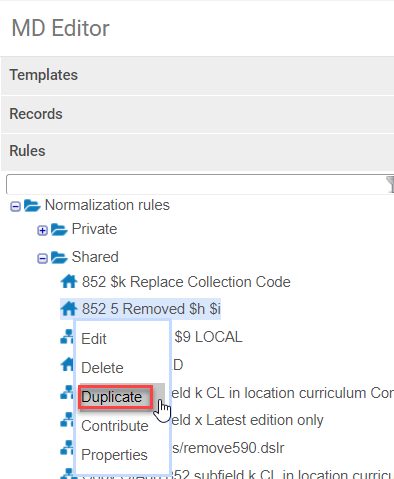 MD Editor
Templates
Records
Rules
Normalization rules
Private
Shared
852 $k Replace Collection Code
852 5 Removed $h $i
Edit
$9 LOCAL
Delete
D
Duplicate
eld k CL in location curriculum Con
Contribute
eld x Latest edition only
Properties
s/remove590.dslr
852 subfield k CL in location curricu